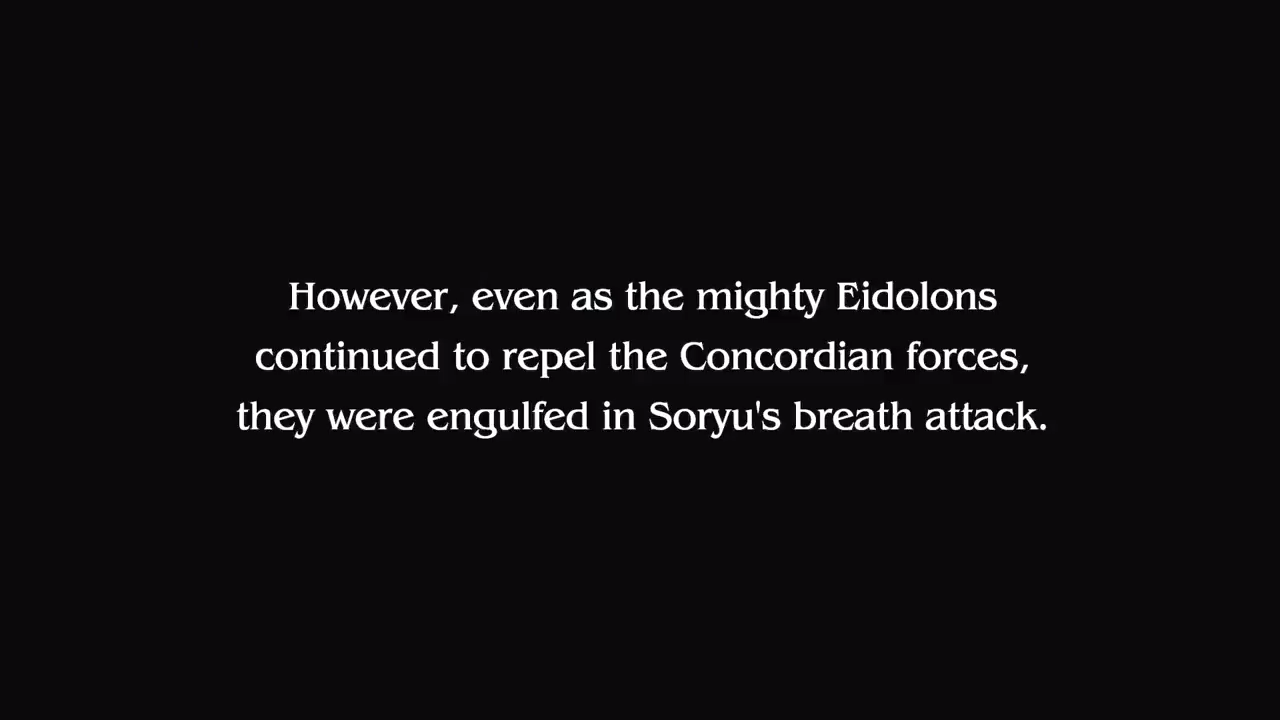 However, even as the mighty Eidolons
continued to repel the Concordian forces,
they were engulfed in Soryu's breath attack.